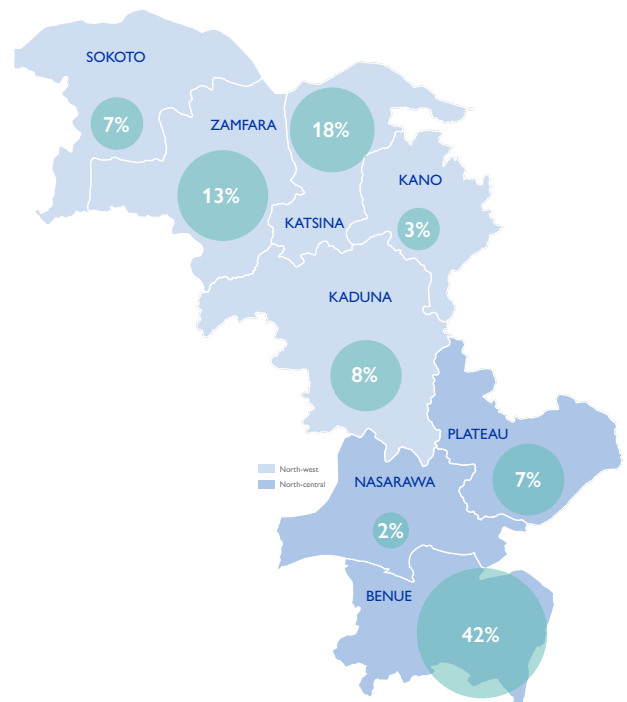 SOKOTO
7%
ZAMFARA
18%
13%
KATSINA
KANO
3%
KADUNA
8%
PLATEAU
7%
North-west
North-central
NASARAWA
2%
BENUE
42%